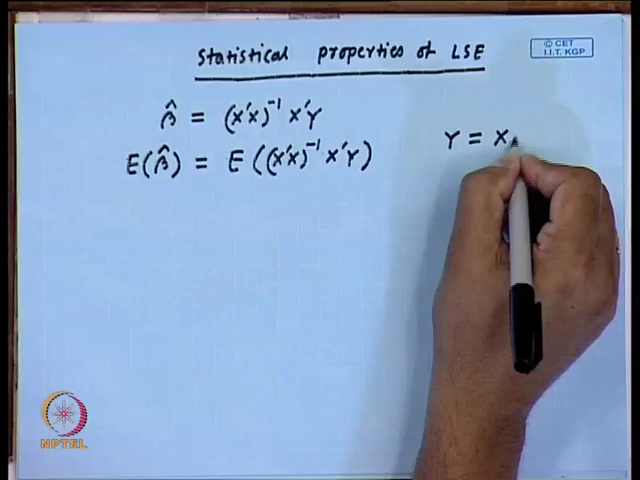 Statistical properties of LSE
© CET
I.I.T. KGP
β̂ = (X'X)⁻¹ X'Y
Y = X
E(β̂) = E((X'X)⁻¹ X'Y)
NPTEL